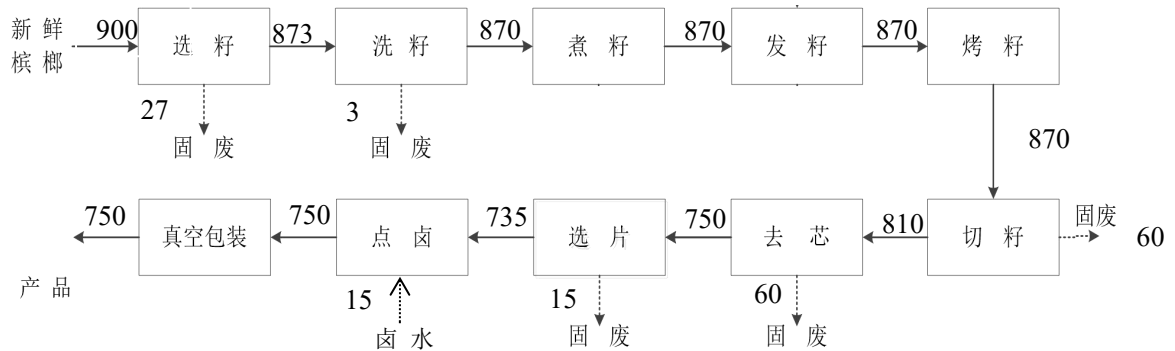 新鲜
槟榔
900
选籽
873
洗籽
870
煮籽
870
发籽
870
烤籽
27
固废
3
固废
870
750
真空包装
750
点卤
735
选片
750
去芯
810
切籽
固废
60
产品
15
卤水
15
固废
60
固废